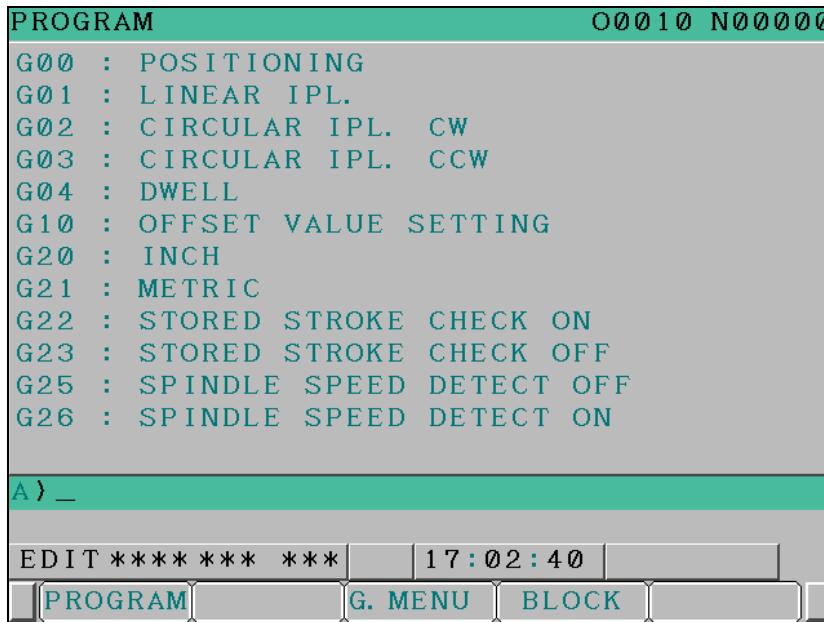 PROGRAM O0010 N00000
G00 : POSITIONING
G01 : LINEAR IPL.
G02 : CIRCULAR IPL. CW
G03 : CIRCULAR IPL. CCW
G04 : DWELL
G10 : OFFSET VALUE SETTING
G20 : INCH
G21 : METRIC
G22 : STORED STROKE CHECK ON
G23 : STORED STROKE CHECK OFF
G25 : SPINDLE SPEED DETECT OFF
G26 : SPINDLE SPEED DETECT ON
A)_
EDIT **** *** *** 17:02:40
PROGRAM G. MENU BLOCK